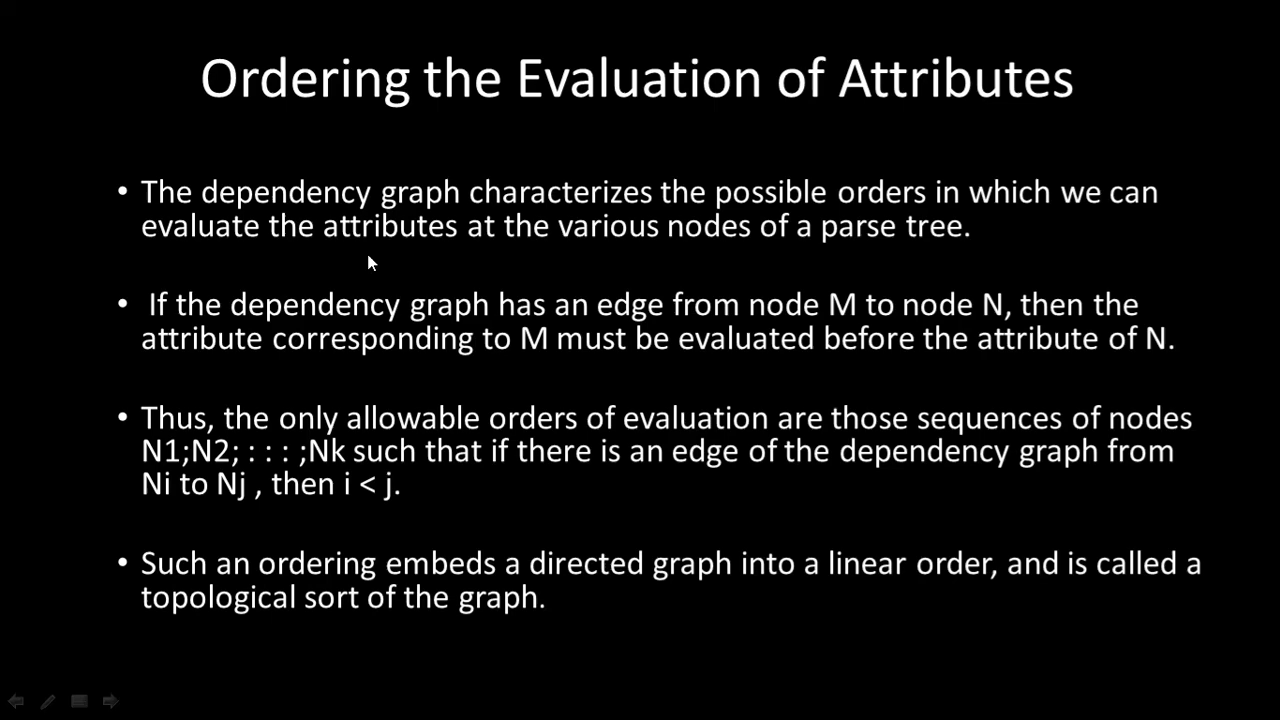 Ordering the Evaluation of Attributes
• The dependency graph characterizes the possible orders in which we can
evaluate the attributes at the various nodes of a parse tree.
• If the dependency graph has an edge from node M to node N, then the
attribute corresponding to M must be evaluated before the attribute of N.
• Thus, the only allowable orders of evaluation are those sequences of nodes
N1;N2; : : : ;Nk such that if there is an edge of the dependency graph from
Ni to Nj , then i < j.
• Such an ordering embeds a directed graph into a linear order, and is called a
topological sort of the graph.